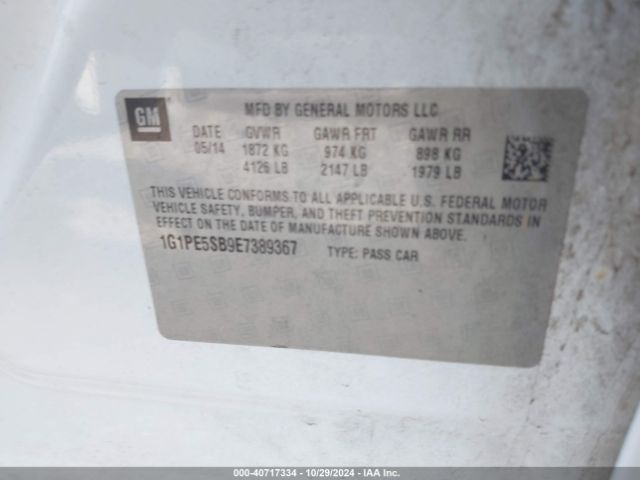 GM
MFD BY GENERAL MOTORS LLC
DATE GVWR GAWR FRT GAWR RR
05/14 1872 KG 974 KG 898 KG
4126 LB 2147 LB 1979 LB
THIS VEHICLE CONFORMS TO ALL APPLICABLE U.S. FEDERAL MOTOR
VEHICLE SAFETY, BUMPER, AND THEFT PREVENTION STANDARDS IN
EFFECT ON THE DATE OF MANUFACTURE SHOWN ABOVE.
1G1PE5SB9E7389367 TYPE: PASS CAR
000-40717334 | 10/29/2024 | IAA Inc.